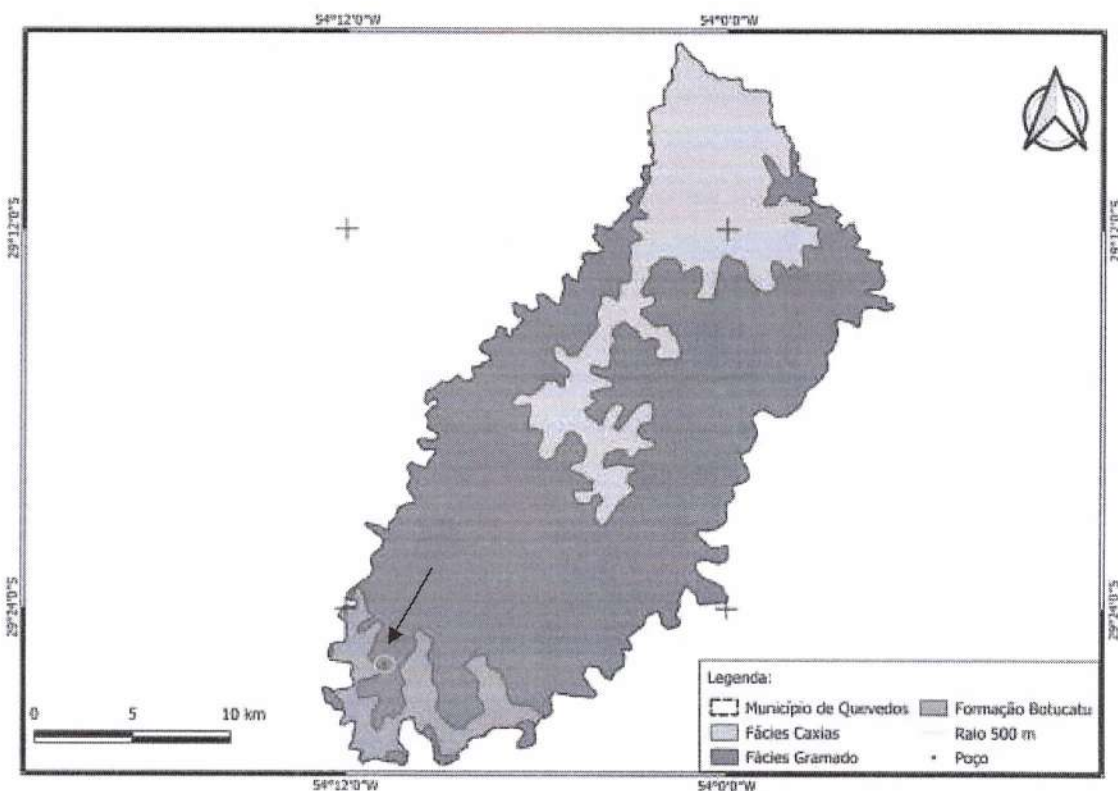 54°12'0"W 54°0'0"W
29°12'0"S 29°12'0"S
29°24'0"S 29°24'0"S
0 5 10 km
Legenda:
Município de Quevedos Formação Botucatu
Fácies Caxias Raio 500 m
Fácies Gramado Poço
54°12'0"W 54°0'0"W